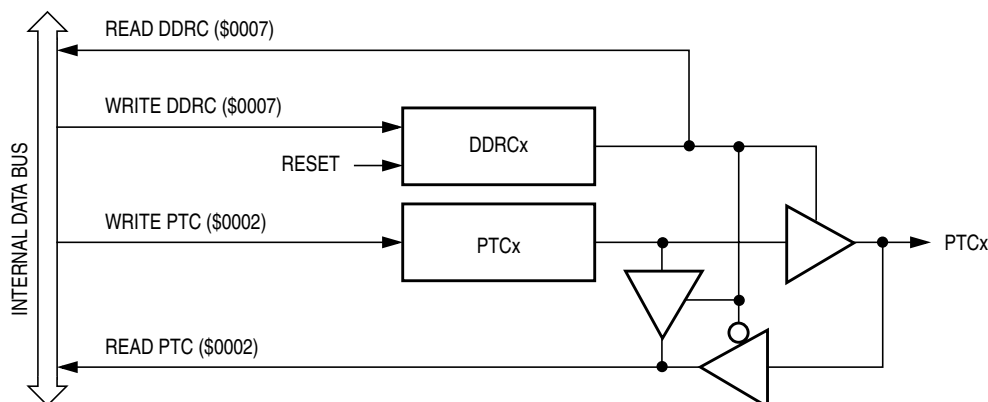 READ DDRC ($0007)
WRITE DDRC ($0007)
DDRCx
RESET
WRITE PTC ($0002)
PTCx
PTCx
READ PTC ($0002)
INTERNAL DATA BUS